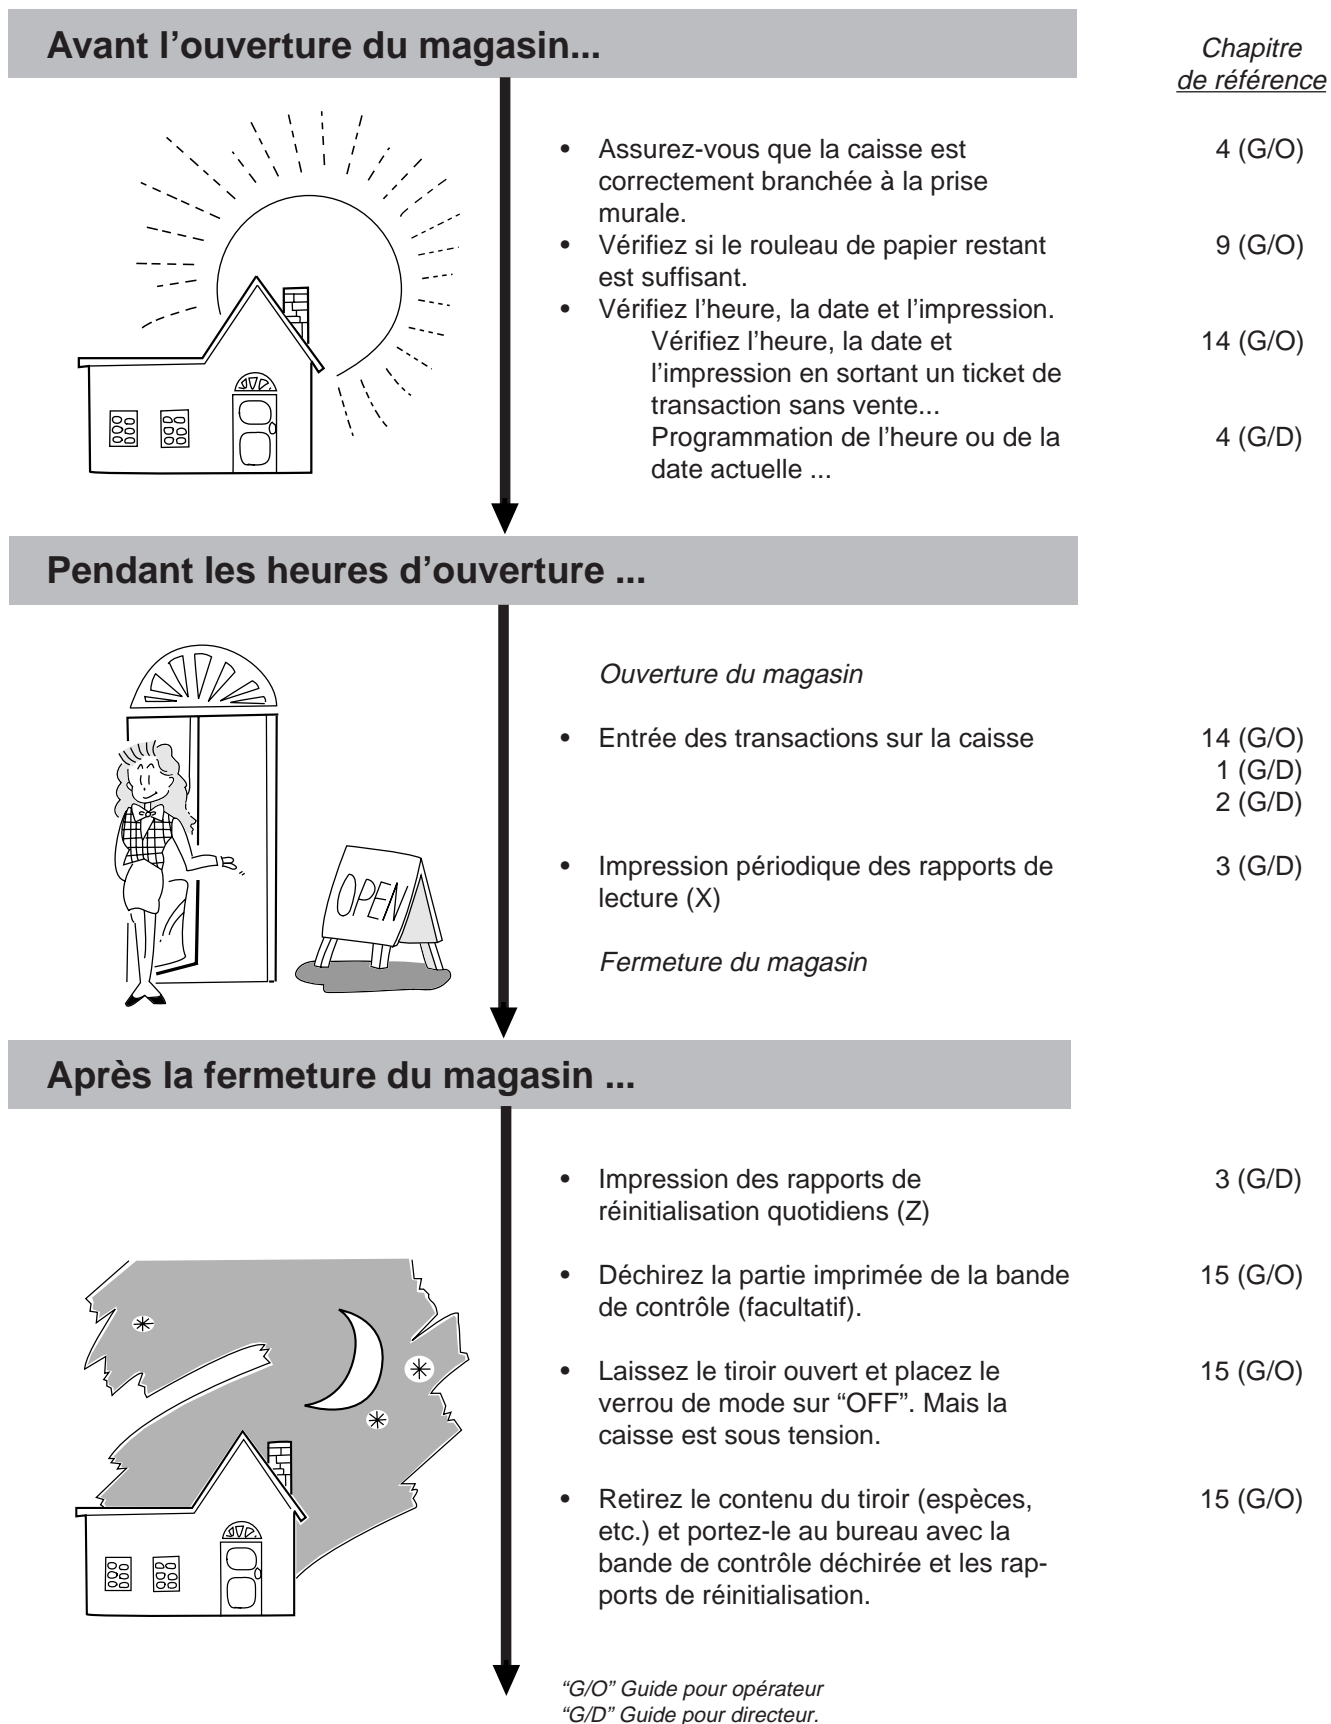 Avant l’ouverture du magasin...
Chapitre
de référence
• Assurez-vous que la caisse est 4 (G/O)
correctement branchée à la prise
murale.
• Vérifiez si le rouleau de papier restant 9 (G/O)
est suffisant.
• Vérifiez l’heure, la date et l’impression.
Vérifiez l’heure, la date et 14 (G/O)
l’impression en sortant un ticket de
transaction sans vente...
Programmation de l’heure ou de la 4 (G/D)
date actuelle ...
Pendant les heures d’ouverture ...
Ouverture du magasin
• Entrée des transactions sur la caisse 14 (G/O)
1 (G/D)
2 (G/D)
• Impression périodique des rapports de 3 (G/D)
lecture (X)
OPEN
Fermeture du magasin
Après la fermeture du magasin ...
• Impression des rapports de 3 (G/D)
réinitialisation quotidiens (Z)
• Déchirez la partie imprimée de la bande 15 (G/O)
de contrôle (facultatif).
• Laissez le tiroir ouvert et placez le 15 (G/O)
verrou de mode sur “OFF”. Mais la
caisse est sous tension.
• Retirez le contenu du tiroir (espèces, 15 (G/O)
etc.) et portez-le au bureau avec la
bande de contrôle déchirée et les rap-
ports de réinitialisation.
“G/O” Guide pour opérateur
“G/D” Guide pour directeur.